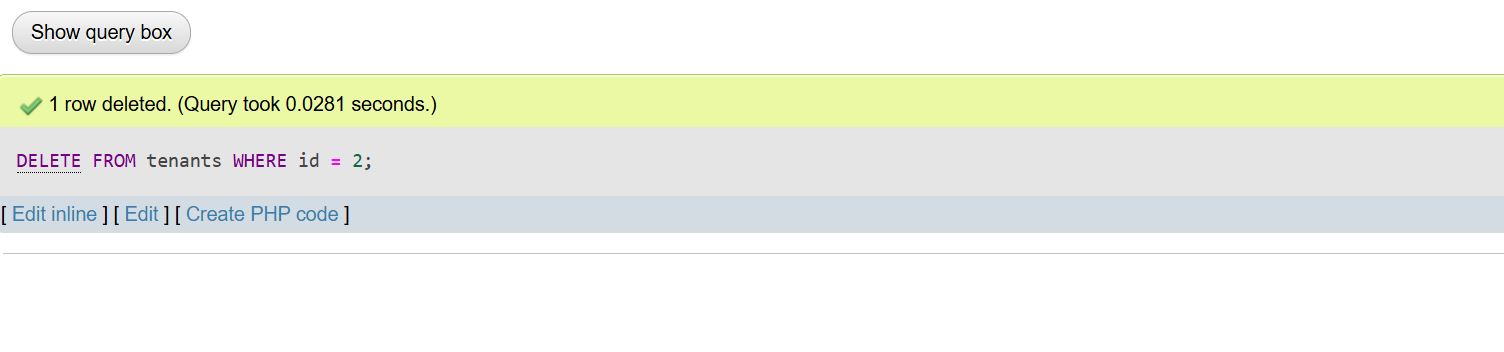 Show query box
1 row deleted. (Query took 0.0281 seconds.)
DELETE FROM tenants WHERE id = 2;
[ Edit inline ] [ Edit ] [ Create PHP code ]